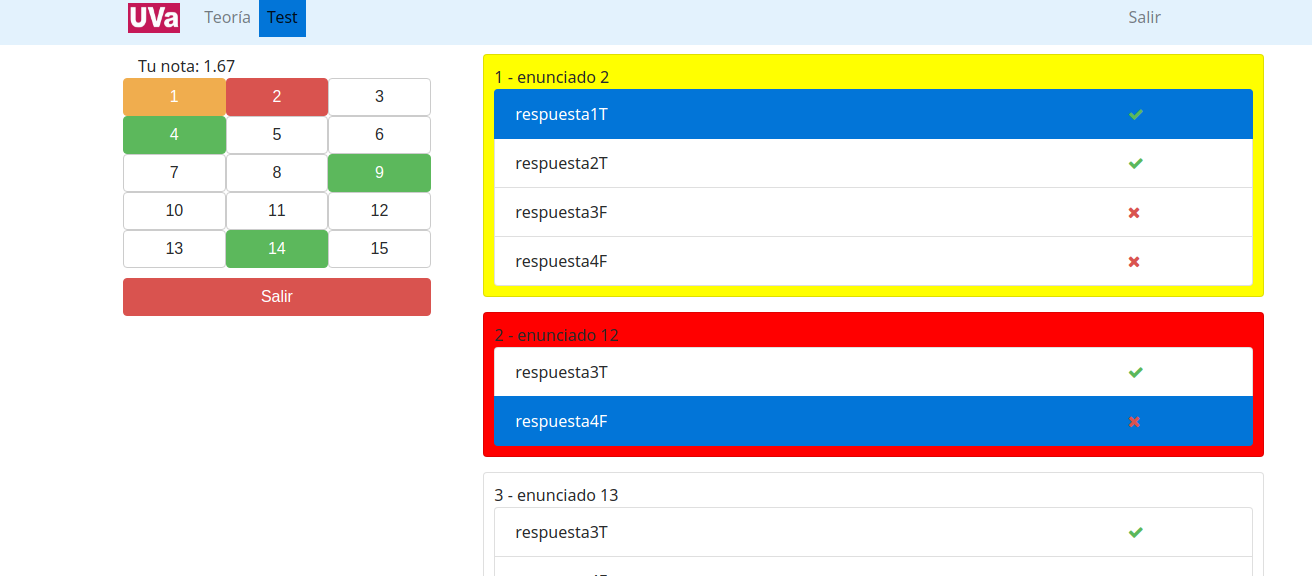 UVa Teoría Test Salir
Tu nota: 1.67
1 2 3
4 5 6
7 8 9
10 11 12
13 14 15
Salir
1 - enunciado 2
respuesta1T
respuesta2T
respuesta3F
respuesta4F
2 - enunciado 12
respuesta3T
respuesta4F
3 - enunciado 13
respuesta3T